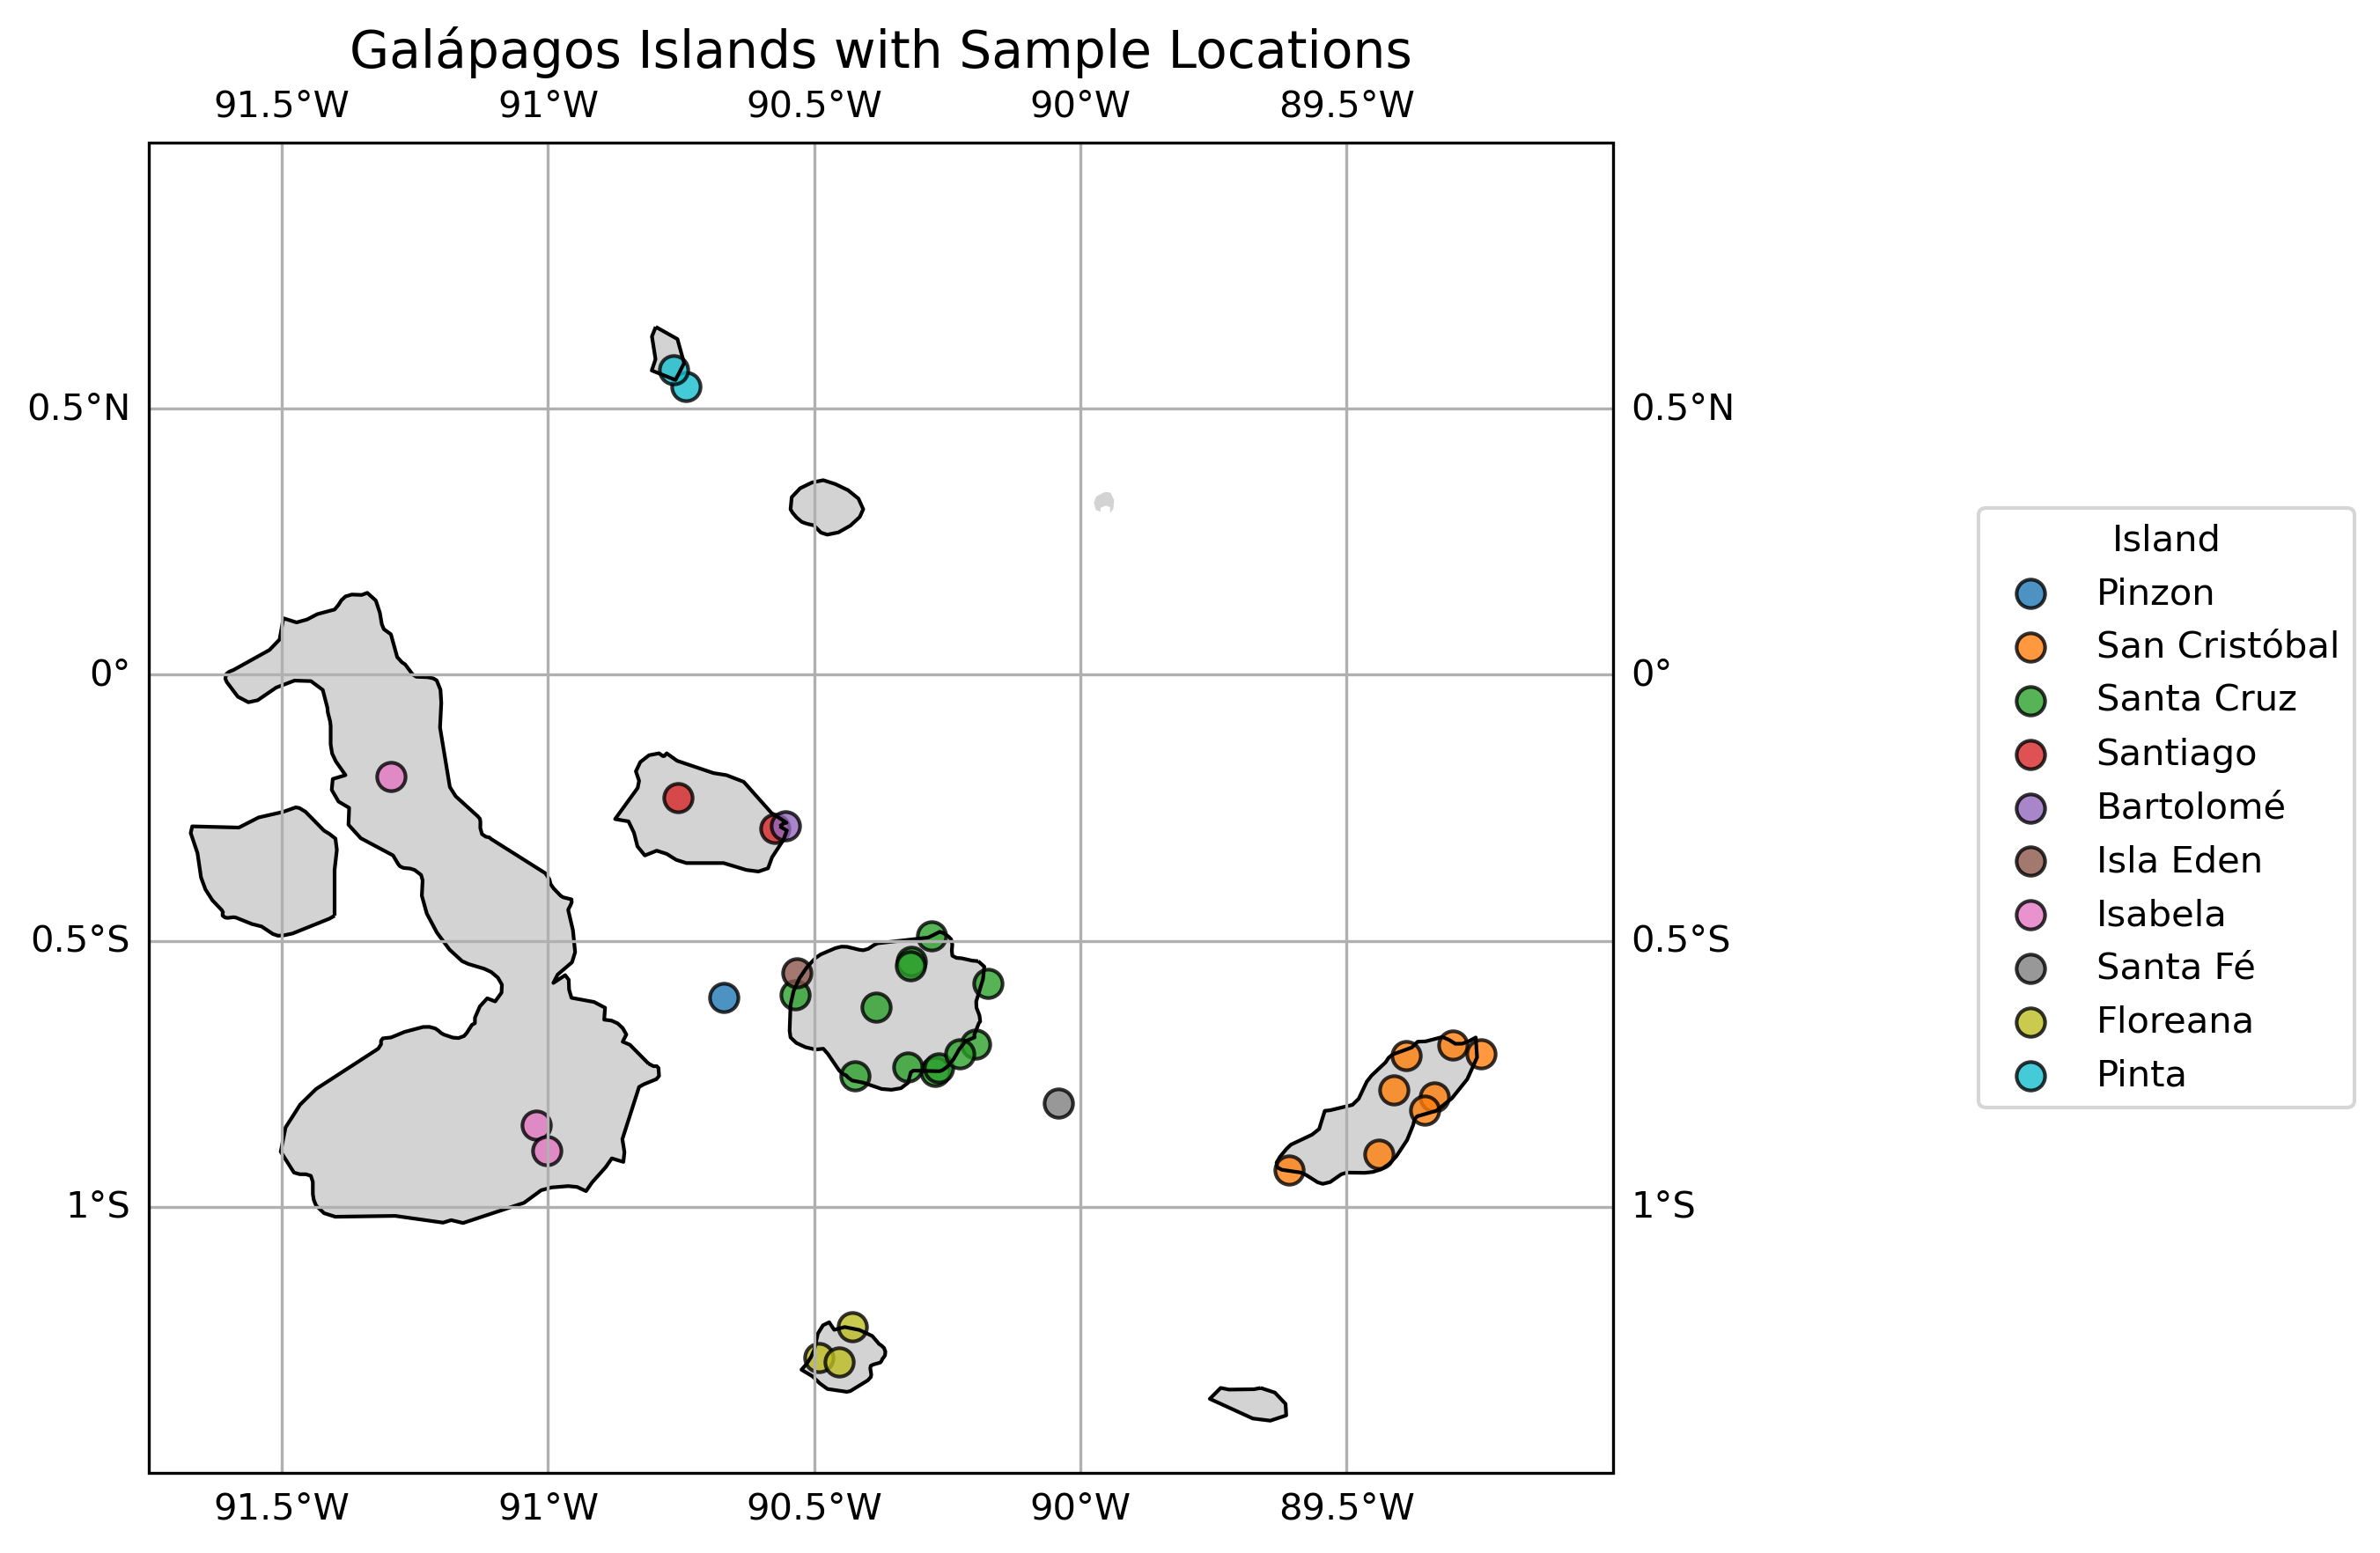 Galápagos Islands with Sample Locations
91.5°W 91°W 90.5°W 90°W 89.5°W
0.5°N 0.5°N
0° 0°
0.5°S 0.5°S
1°S 1°S
91.5°W 91°W 90.5°W 90°W 89.5°W
Island
Pinzon
San Cristóbal
Santa Cruz
Santiago
Bartolomé
Isla Eden
Isabela
Santa Fé
Floreana
Pinta